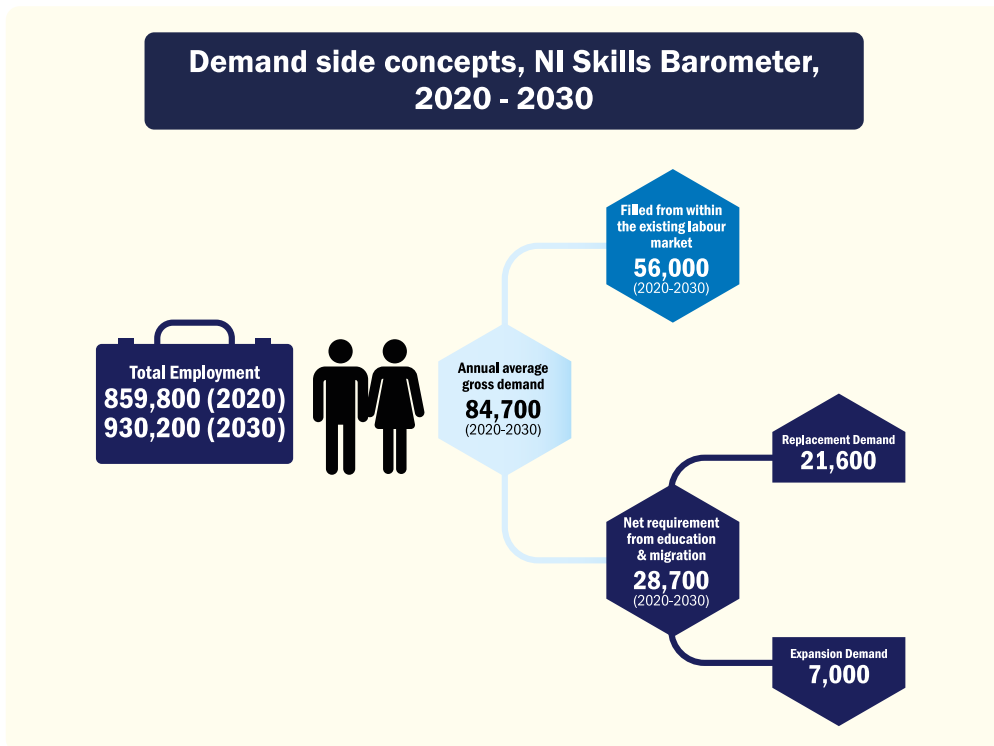 Demand side concepts, NI Skills Barometer,
2020 - 2030
Filled from within
the existing labour
market
56,000
(2020-2030)
Total Employment
859,800 (2020)
930,200 (2030)
Annual average
gross demand
84,700
(2020-2030)
Replacement Demand
21,600
Net requirement
from education
& migration
28,700
(2020-2030)
Expansion Demand
7,000